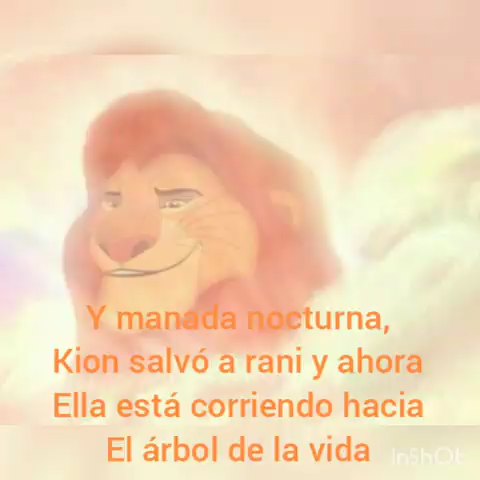 Y manada nocturna,
Kion salvó a rani y ahora
Ella está corriendo hacia
El árbol de la vida
InShOt